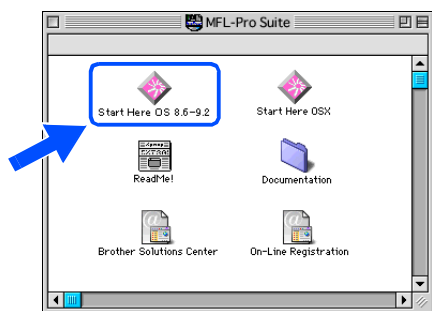 MFL-Pro Suite
Start Here OS 8.6-9.2
Start Here OSX
ReadMe!
Documentation
Brother Solutions Center
On-Line Registration